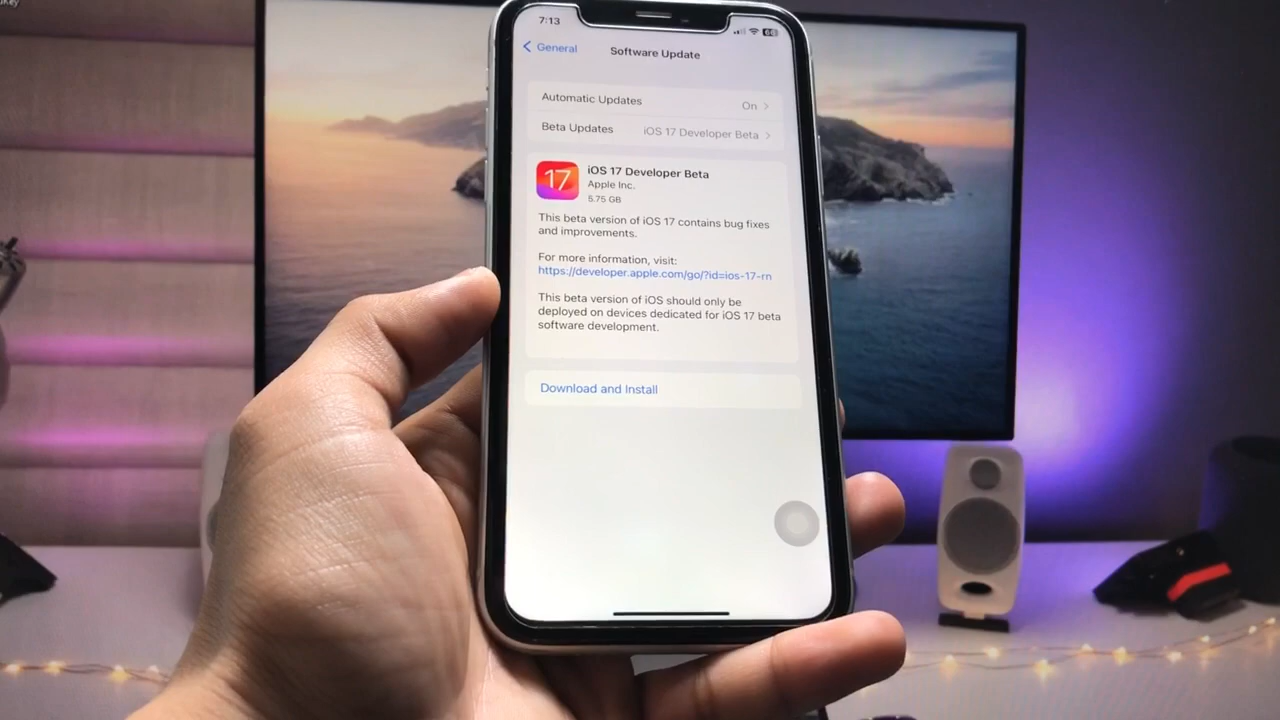 7:13
General
Software Update
Automatic Updates
On
Beta Updates
iOS 17 Developer Beta
17
iOS 17 Developer Beta
Apple Inc.
5.75 GB
This beta version of iOS 17 contains bug fixes
and improvements.
For more information, visit:
https://developer.apple.com/go/?id=ios-17-rn
This beta version of iOS should only be
deployed on devices dedicated for iOS 17 beta
software development.
Download and Install